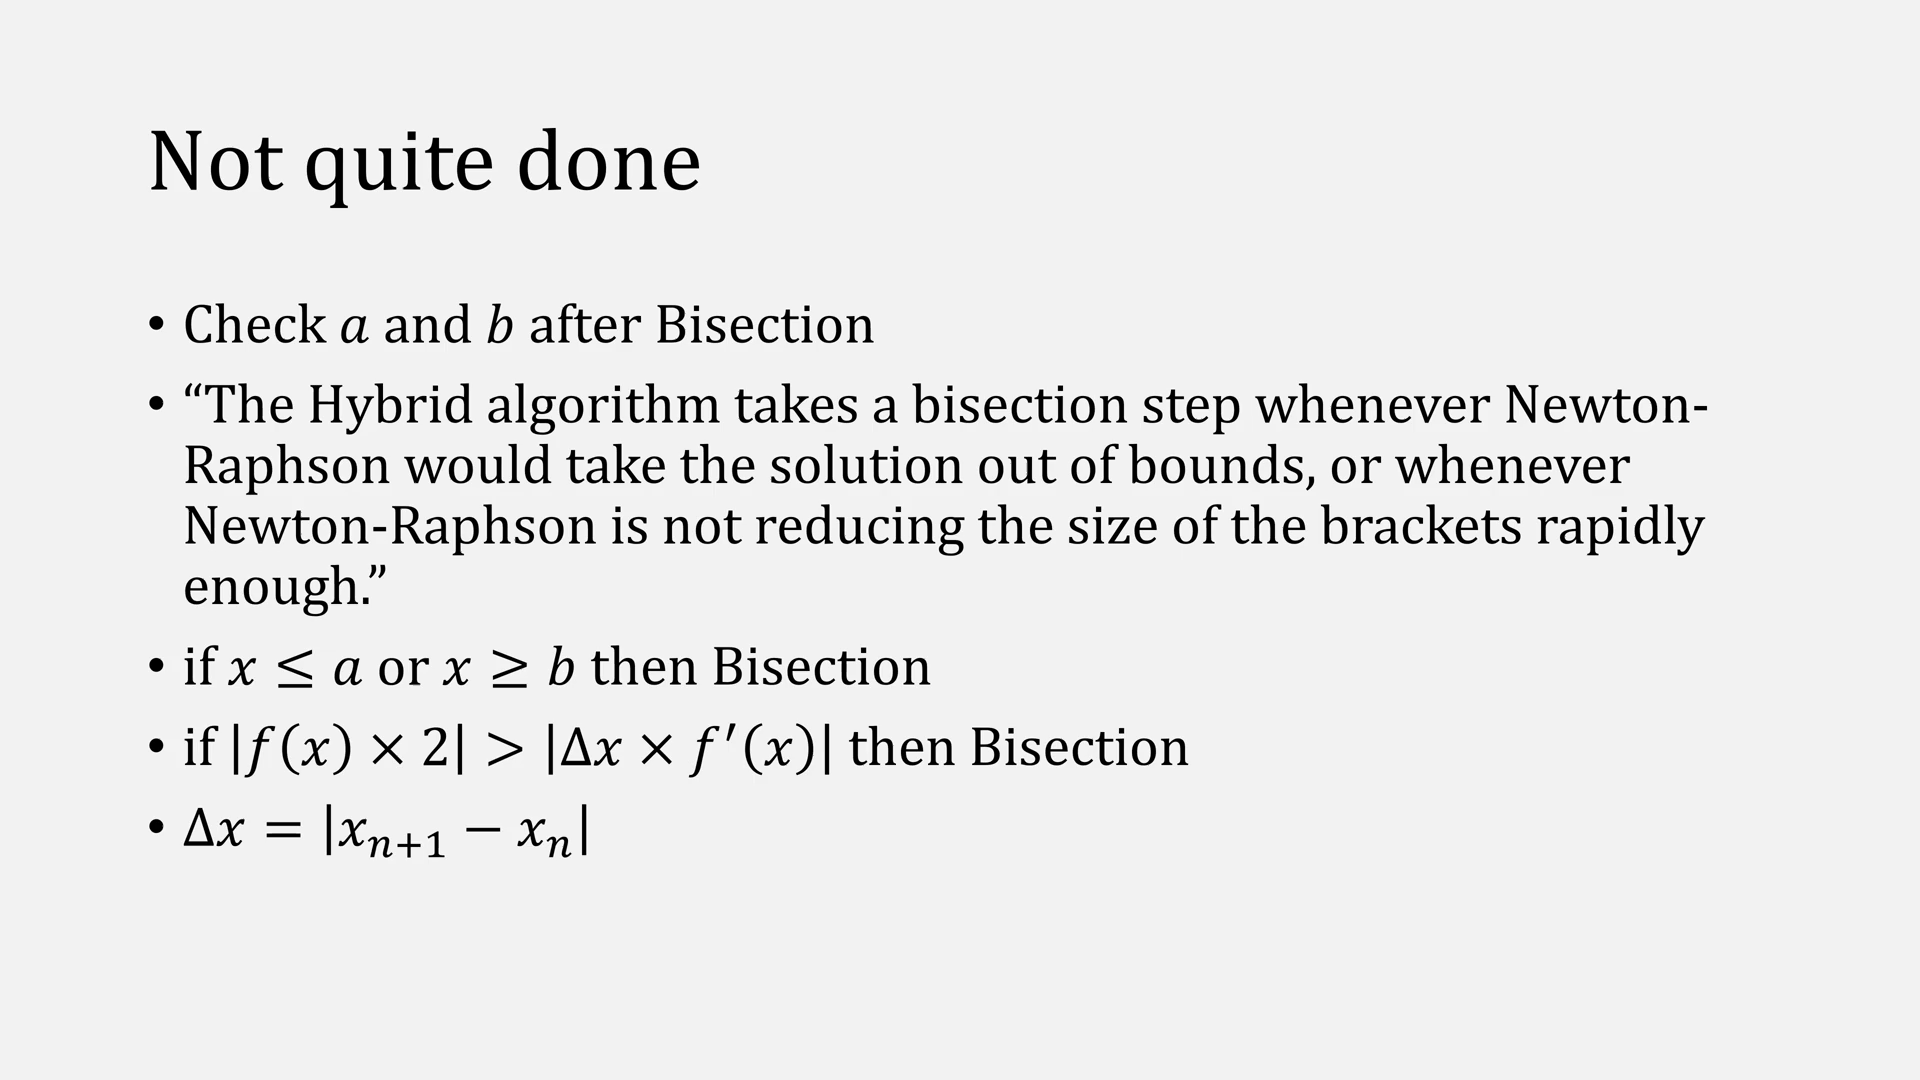 Not quite done
• Check 𝑎 and 𝑏 after Bisection
• “The Hybrid algorithm takes a bisection step whenever Newton-
Raphson would take the solution out of bounds, or whenever
Newton-Raphson is not reducing the size of the brackets rapidly
enough.”
• if 𝑥 ≤ 𝑎 or 𝑥 ≥ 𝑏 then Bisection
• if |𝑓(𝑥) × 2| > |Δ𝑥 × 𝑓′(𝑥)| then Bisection
• Δ𝑥 = |𝑥ₙ₊₁ − 𝑥ₙ|